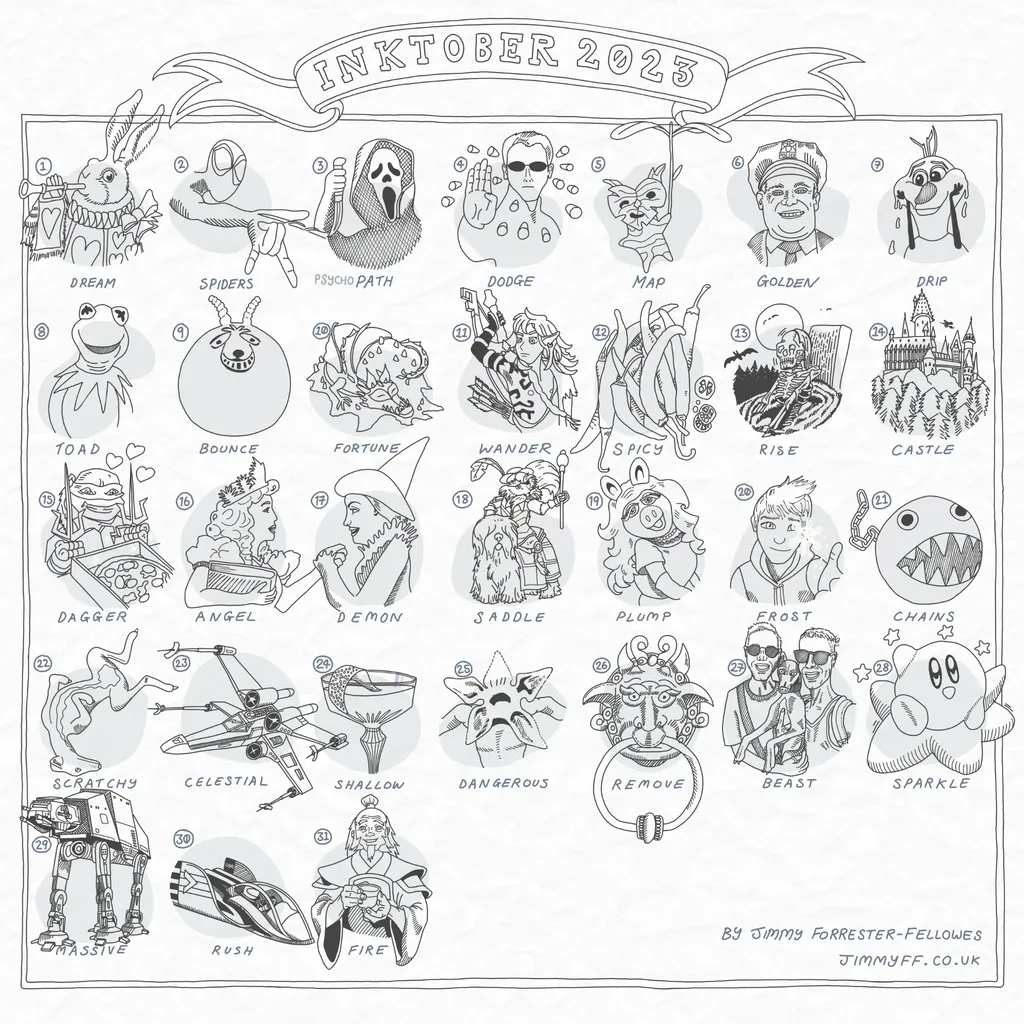 INKTOBER 2023
1 2 3 4 5 6 7
DREAM SPIDERS PSYCHOPATH DODGE MAP GOLDEN DRIP
8 9 10 11 12 13 14
TOAD BOUNCE FORTUNE WANDER SPICY RISE CASTLE
15 16 17 18 19 20 21
DAGGER ANGEL DEMON SADDLE PLUMP FROST CHAINS
22 23 24 25 26 27 28
SCRATCHY CELESTIAL SHALLOW DANGEROUS REMOVE BEAST SPARKLE
29 30 31
MASSIVE RUSH FIRE
BY JIMMY FORRESTER-FELLOWES
JIMMYFF.CO.UK